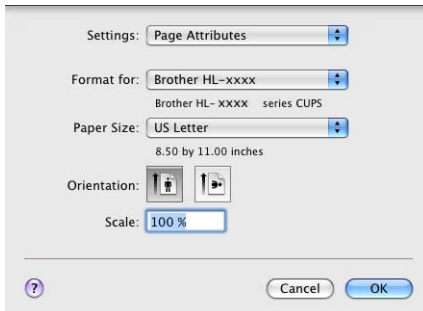 Settings: Page Attributes
Format for: Brother HL-xxxx
Brother HL- xxxx series CUPS
Paper Size: US Letter
8.50 by 11.00 inches
Orientation:
Scale: 100 %
? Cancel OK